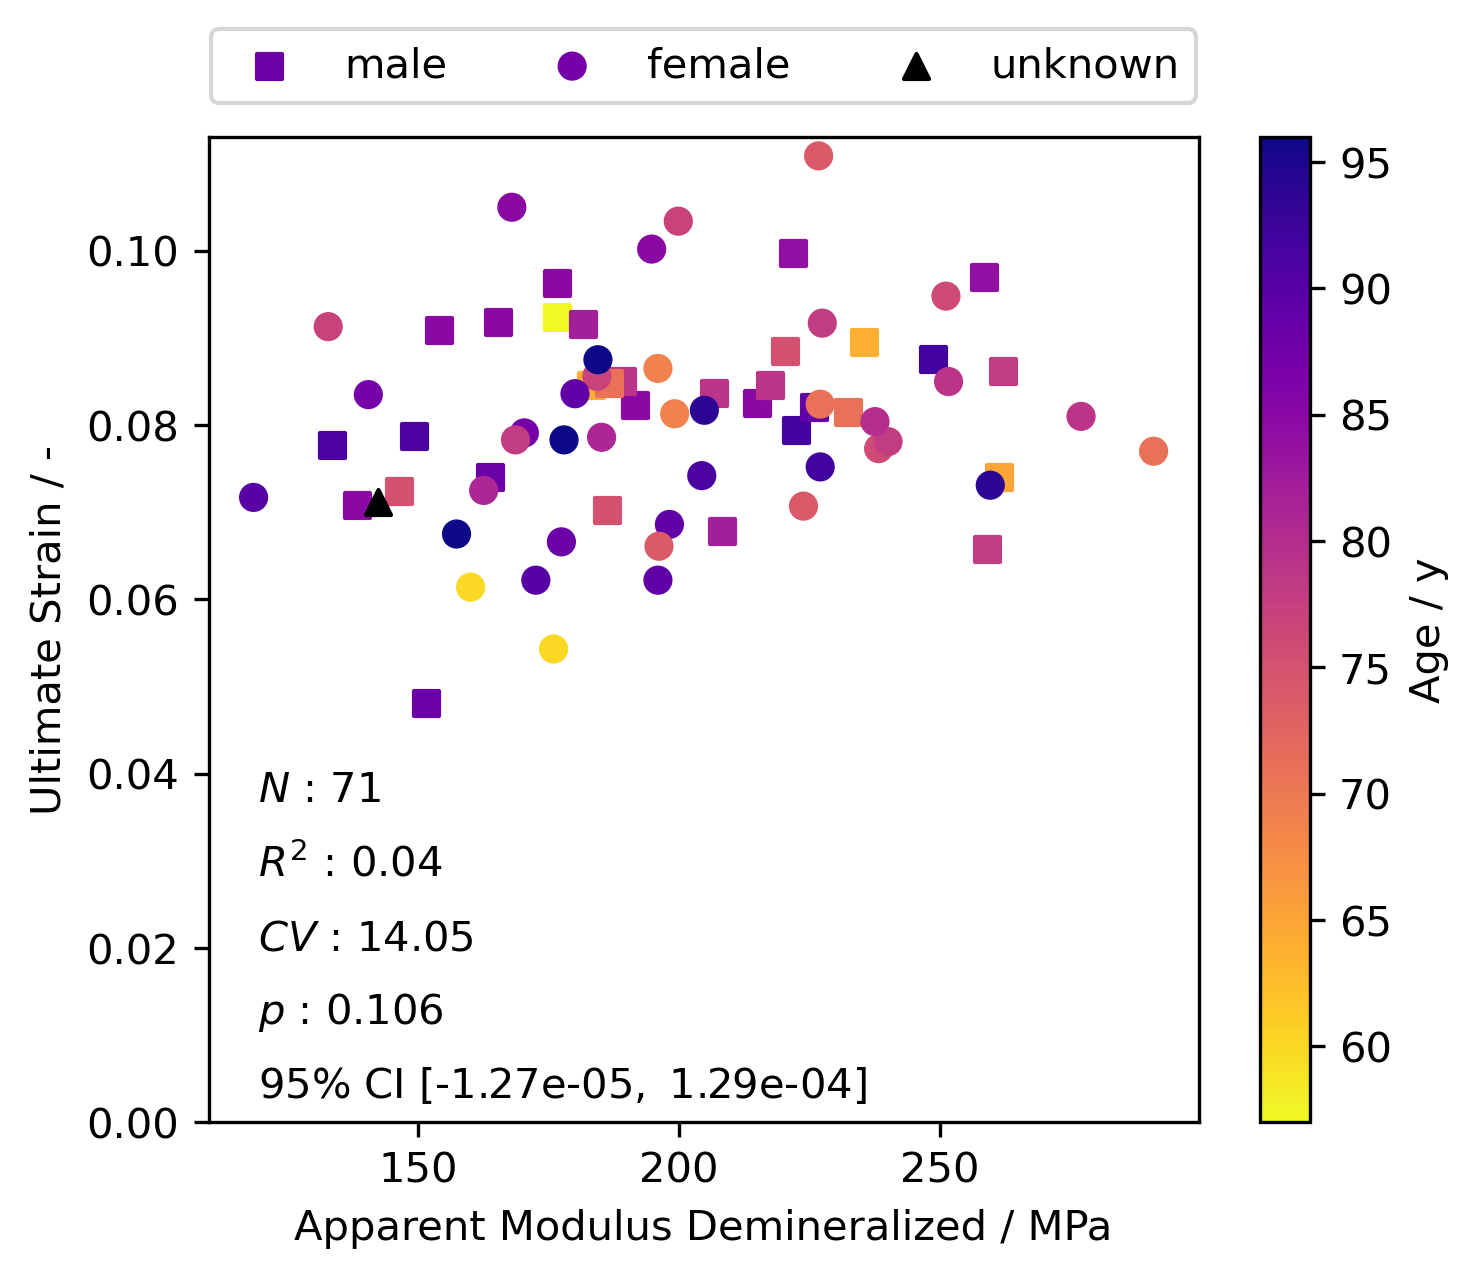 male female unknown
0.10
0.08
0.06
0.04
0.02
0.00
Ultimate Strain / -
N : 71
R² : 0.04
CV : 14.05
p : 0.106
95% CI [-1.27e-05, 1.29e-04]
150 200 250
Apparent Modulus Demineralized / MPa
95
90
85
80
75
70
65
60
Age / y